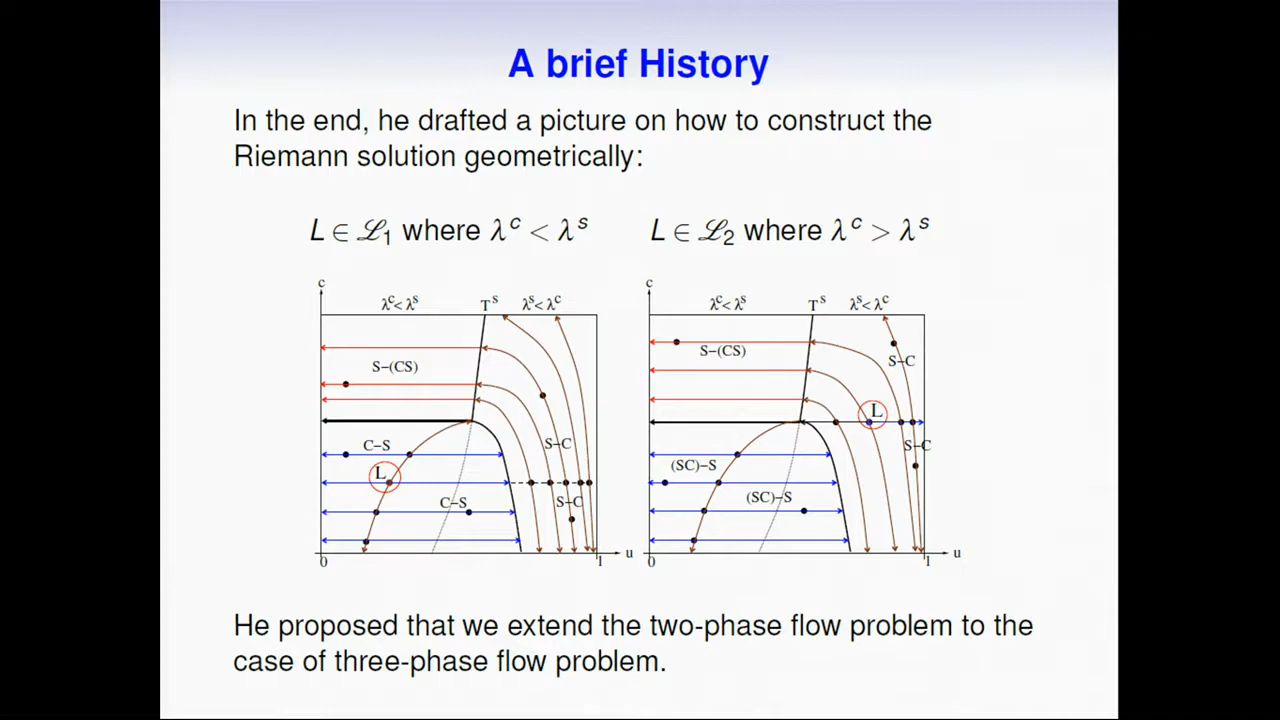 A brief History
In the end, he drafted a picture on how to construct the
Riemann solution geometrically:
L ∈ ℒ₁ where λᶜ < λˢ
L ∈ ℒ₂ where λᶜ > λˢ
c
λᶜ< λˢ
Tˢ
λˢ< λᶜ
S−(CS)
C−S
S−C
L
C−S
S−C
0
1
u
c
λᶜ< λˢ
Tˢ
λˢ< λᶜ
S−(CS)
S−C
L
S−C
(SC)−S
(SC)−S
0
1
u
He proposed that we extend the two-phase flow problem to the
case of three-phase flow problem.